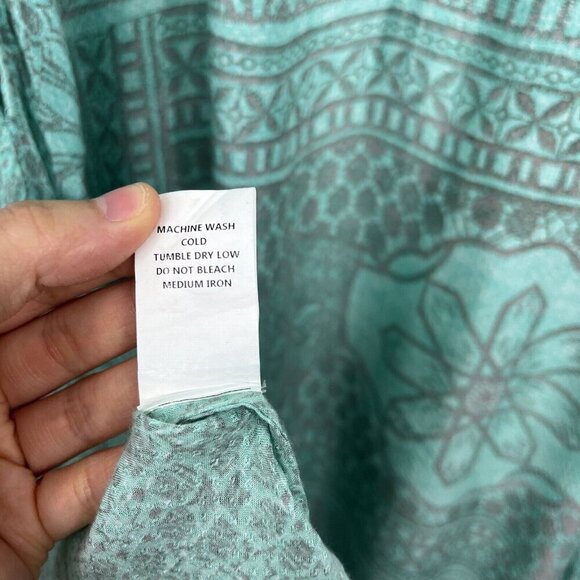 MACHINE WASH
COLD
TUMBLE DRY LOW
DO NOT BLEACH
MEDIUM IRON